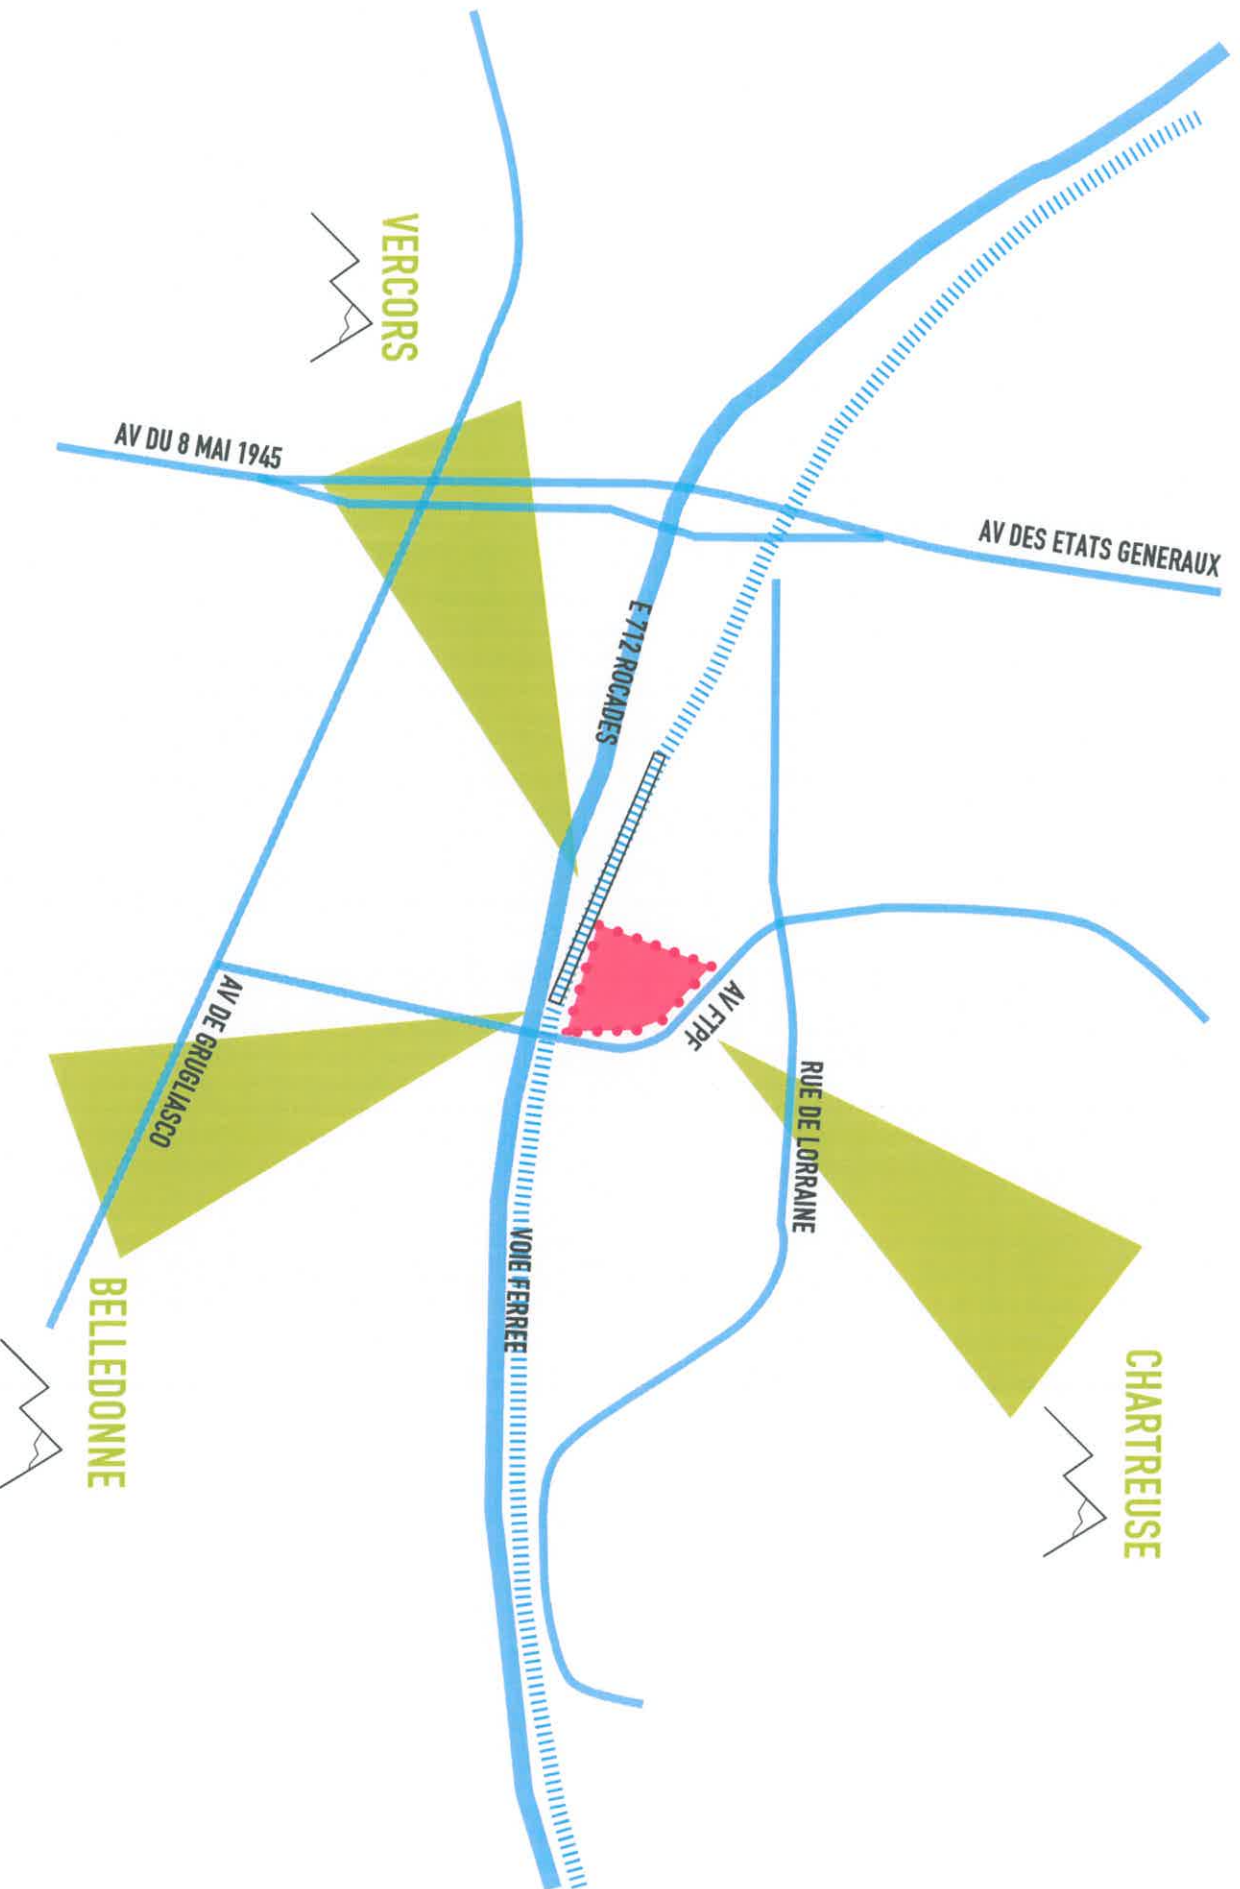 VERCORS
AV DU 8 MAI 1945
AV DES ETATS GENERAUX
E 712 ROCADES
AV FTPF
RUE DE LORRAINE
AV DE GRUGLIASCO
VOIE FERREE
BELLEDONNE
CHARTREUSE